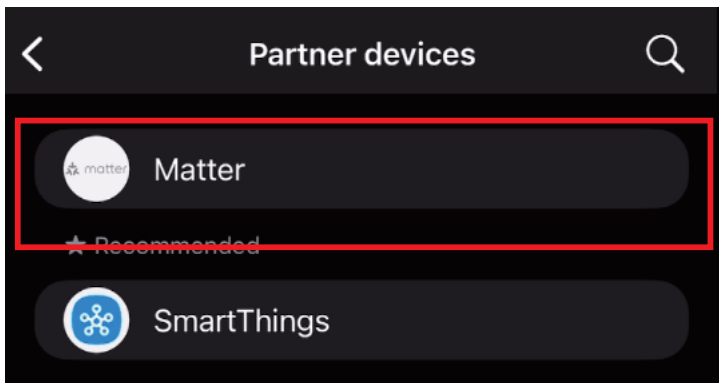 Partner devices
matter Matter
Recommended
SmartThings